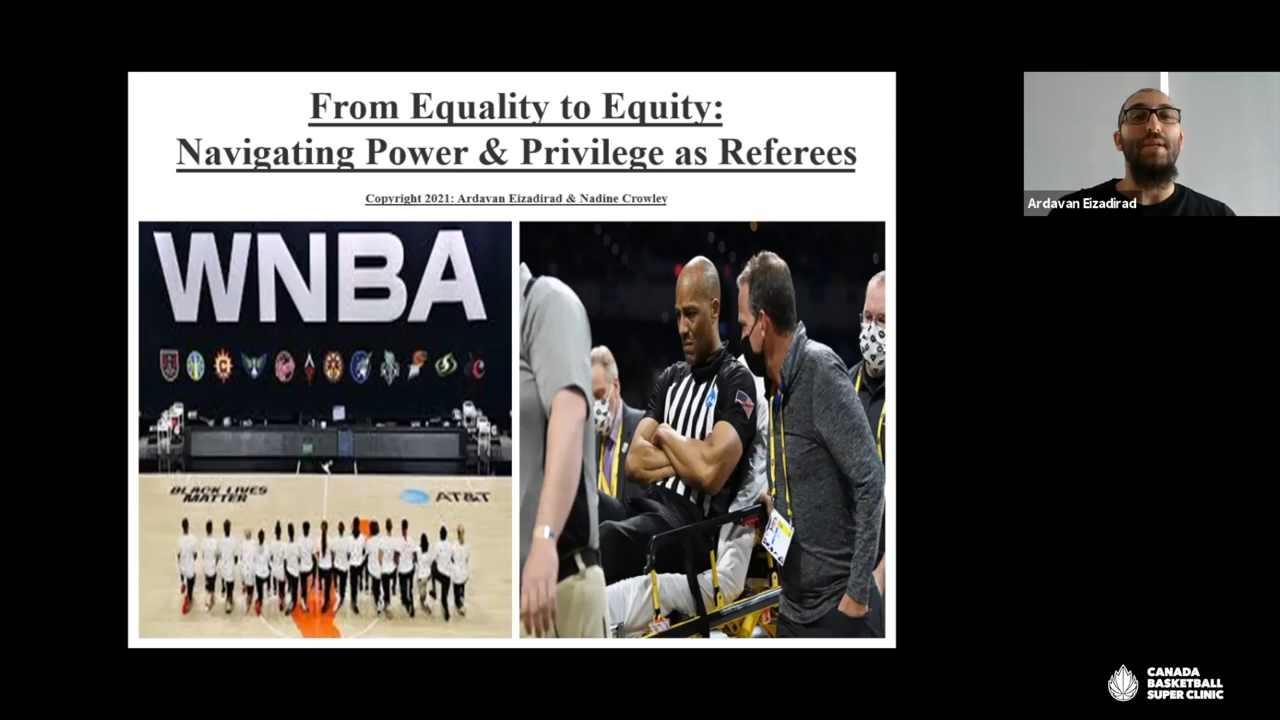 From Equality to Equity:
Navigating Power & Privilege as Referees
Copyright 2021: Ardavan Eizadirad & Nadine Crowley
WNBA
BLACK LIVES
MATTER
AT&T
Ardavan Eizadirad
CANADA
BASKETBALL
SUPER CLINIC